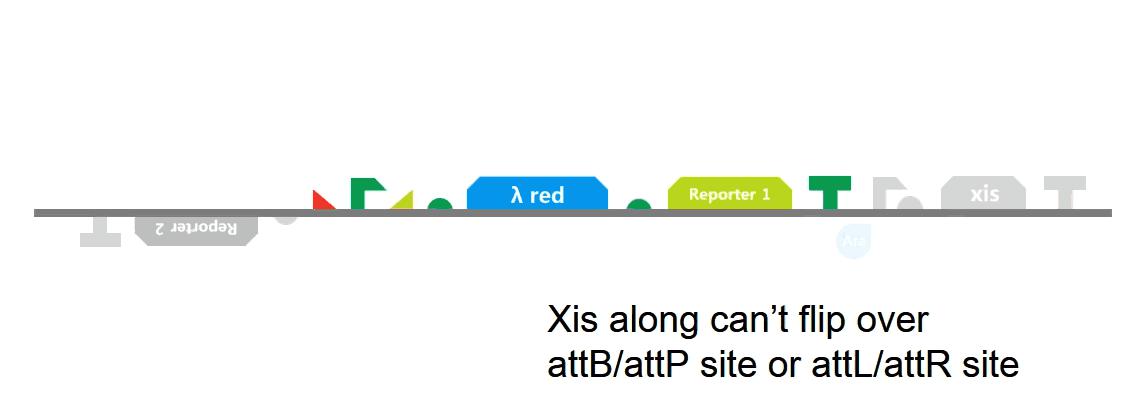 λ red
Reporter 1
xis
Reporter 2
Ara
Xis along can't flip over
attB/attP site or attL/attR site